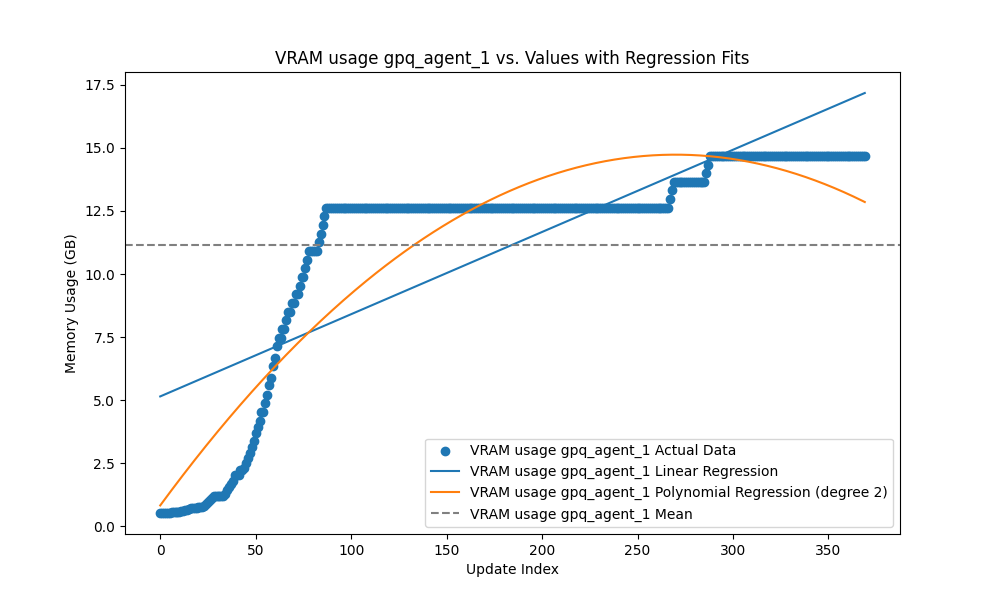 VRAM usage gpq_agent_1 vs. Values with Regression Fits
17.5
15.0
12.5
10.0
7.5
5.0
2.5
0.0
Memory Usage (GB)
VRAM usage gpq_agent_1 Actual Data
VRAM usage gpq_agent_1 Linear Regression
VRAM usage gpq_agent_1 Polynomial Regression (degree 2)
VRAM usage gpq_agent_1 Mean
0 50 100 150 200 250 300 350
Update Index